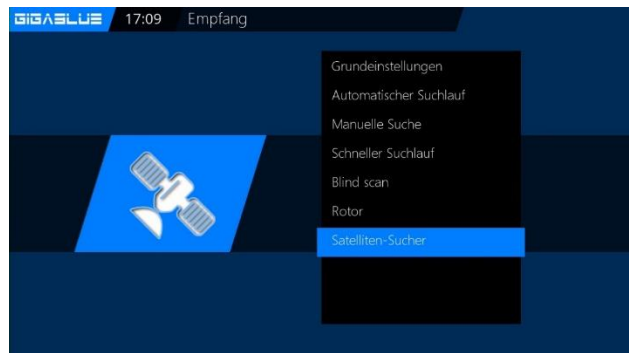 GIGABLUE 17:09 Empfang
Grundeinstellungen
Automatischer Suchlauf
Manuelle Suche
Schneller Suchlauf
Blind scan
Rotor
Satelliten-Sucher